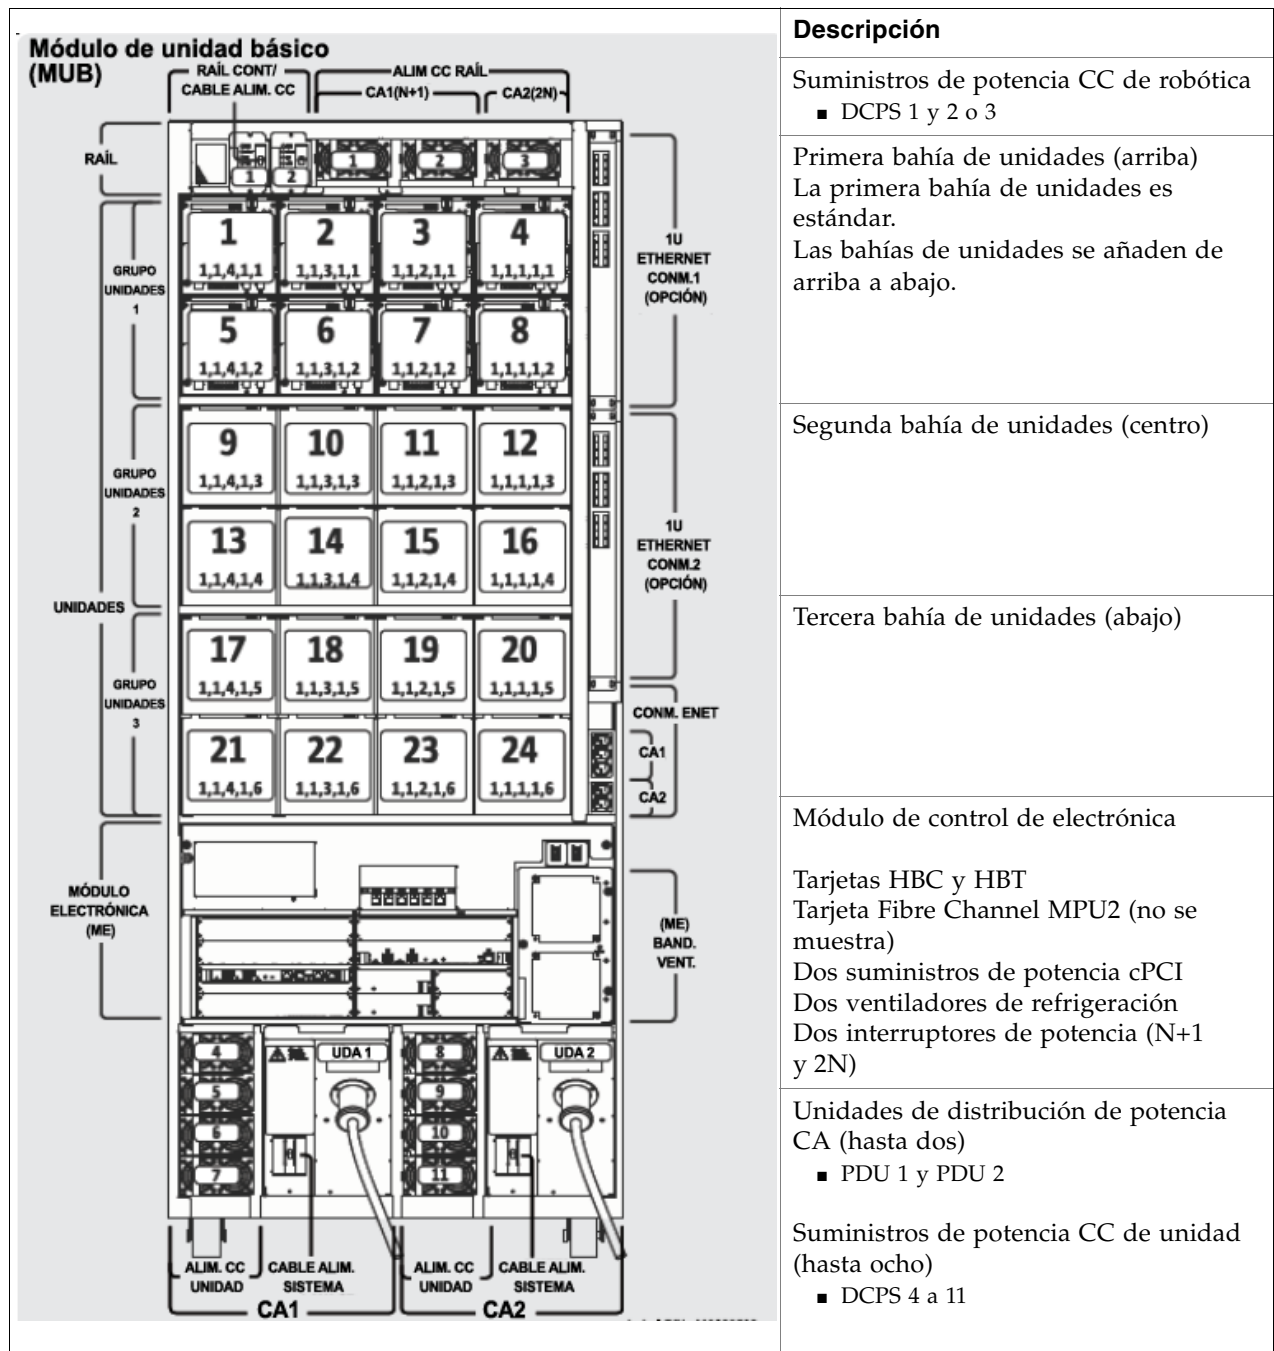 Módulo de unidad básico
(MUB)
RAÍL CONT/
CABLE ALIM. CC
ALIM CC RAÍL
CA1(N+1)
CA2(2N)
RAÍL
1
2
1
2
3
UNIDADES
GRUPO
UNIDADES
1
1
1,1,4,1,1
2
1,1,3,1,1
3
1,1,2,1,1
4
1,1,1,1,1
5
1,1,4,1,2
6
1,1,3,1,2
7
1,1,2,1,2
8
1,1,1,1,2
1U
ETHERNET
CONM.1
(OPCIÓN)
GRUPO
UNIDADES
2
9
1,1,4,1,3
10
1,1,3,1,3
11
1,1,2,1,3
12
1,1,1,1,3
13
1,1,4,1,4
14
1,1,3,1,4
15
1,1,2,1,4
16
1,1,1,1,4
1U
ETHERNET
CONM.2
(OPCIÓN)
GRUPO
UNIDADES
3
17
1,1,4,1,5
18
1,1,3,1,5
19
1,1,2,1,5
20
1,1,1,1,5
21
1,1,4,1,6
22
1,1,3,1,6
23
1,1,2,1,6
24
1,1,1,1,6
CONM. ENET
CA1
CA2
MÓDULO
ELECTRÓNICA
(ME)
(ME)
BAND.
VENT.
4
5
6
7
UDA 1
8
9
10
11
UDA 2
ALIM. CC
UNIDAD
CABLE ALIM.
SISTEMA
ALIM. CC
UNIDAD
CABLE ALIM.
SISTEMA
CA1
CA2
Descripción
Suministros de potencia CC de robótica
■ DCPS 1 y 2 o 3
Primera bahía de unidades (arriba)
La primera bahía de unidades es
estándar.
Las bahías de unidades se añaden de
arriba a abajo.
Segunda bahía de unidades (centro)
Tercera bahía de unidades (abajo)
Módulo de control de electrónica
Tarjetas HBC y HBT
Tarjeta Fibre Channel MPU2 (no se
muestra)
Dos suministros de potencia cPCI
Dos ventiladores de refrigeración
Dos interruptores de potencia (N+1
y 2N)
Unidades de distribución de potencia
CA (hasta dos)
■ PDU 1 y PDU 2
Suministros de potencia CC de unidad
(hasta ocho)
■ DCPS 4 a 11